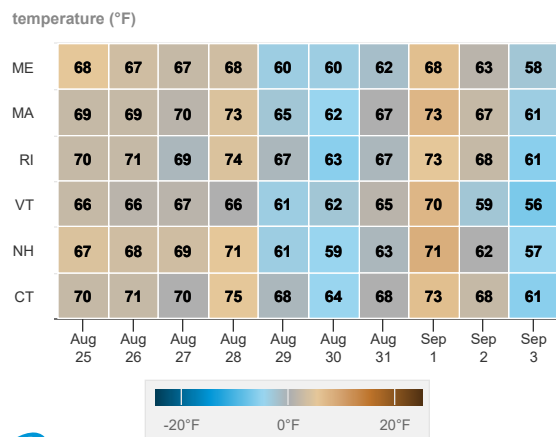 temperature (°F)
ME 68 67 67 68 60 60 62 68 63 58
MA 69 69 70 73 65 62 67 73 67 61
RI 70 71 69 74 67 63 67 73 68 61
VT 66 66 67 66 61 62 65 70 59 56
NH 67 68 69 71 61 59 63 71 62 57
CT 70 71 70 75 68 64 68 73 68 61
Aug Aug Aug Aug Aug Aug Aug Sep Sep Sep
25 26 27 28 29 30 31 1 2 3
-20°F 0°F 20°F